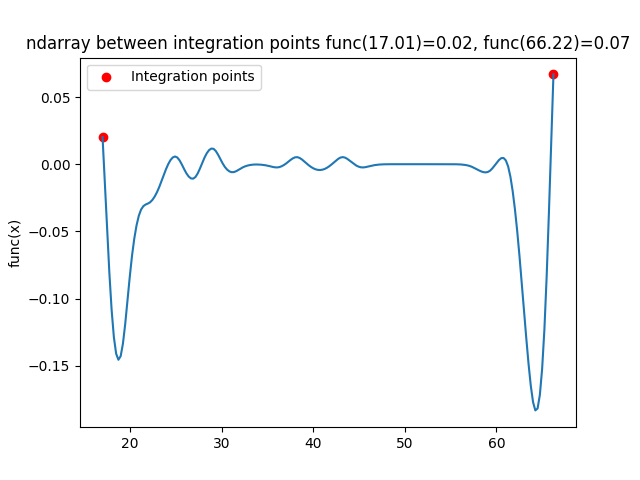 ndarray between integration points func(17.01)=0.02, func(66.22)=0.07
Integration points
0.05
0.00
−0.05
−0.10
−0.15
func(x)
20 30 40 50 60